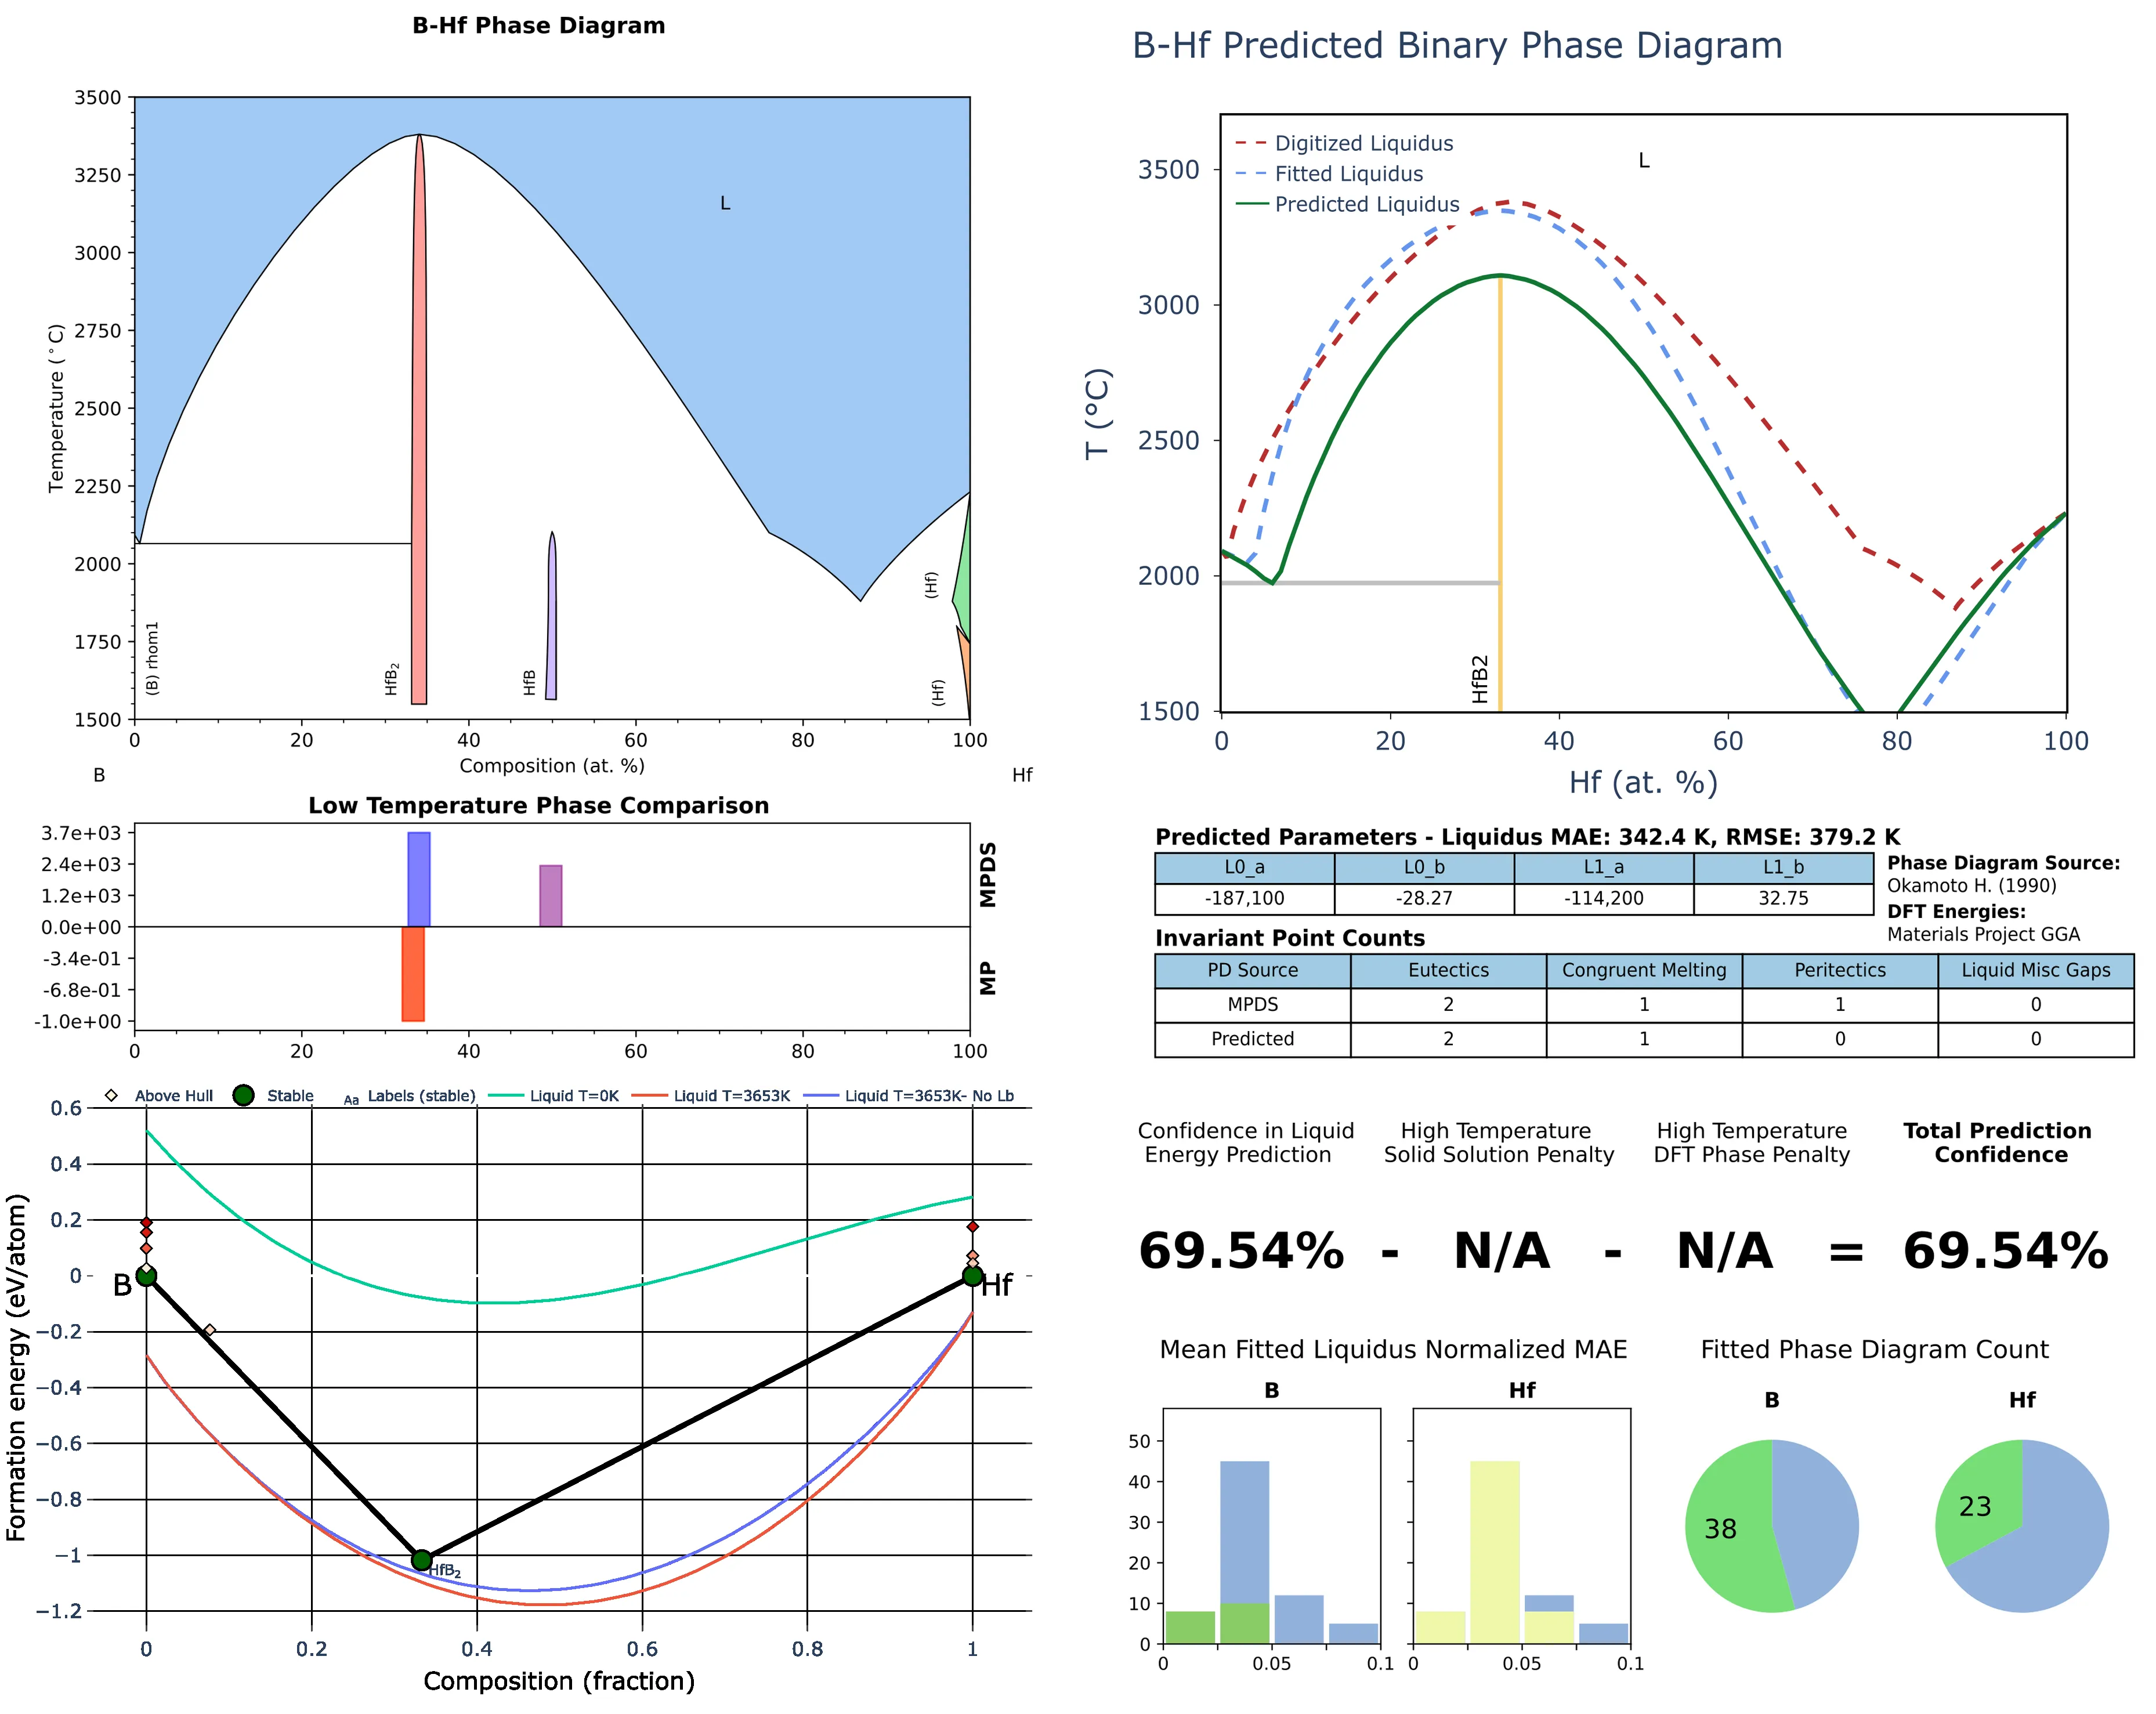 B-Hf Phase Diagram
3500
3250
3000
2750
2500
2250
2000
1750
1500
Temperature (°C)
L
(B) rhom1
HfB2
HfB
(Hf)
(Hf)
0 20 40 60 80 100
Composition (at. %)
B Hf
Low Temperature Phase Comparison
3.7e+03
2.4e+03
1.2e+03
0.0e+00
-3.4e-01
-6.8e-01
-1.0e+00
MPDS
MP
0 20 40 60 80 100
Above Hull Stable Aa Labels (stable) Liquid T=0K Liquid T=3653K Liquid T=3653K- No Lb
0.6
0.4
0.2
0
−0.2
−0.4
−0.6
−0.8
−1
−1.2
Formation energy (eV/atom)
B
Hf
HfB2
0 0.2 0.4 0.6 0.8 1
Composition (fraction)
B-Hf Predicted Binary Phase Diagram
Digitized Liquidus
Fitted Liquidus
Predicted Liquidus
L
3500
3000
2500
2000
1500
T (°C)
HfB2
0 20 40 60 80 100
Hf (at. %)
Predicted Parameters - Liquidus MAE: 342.4 K, RMSE: 379.2 K
L0_a L0_b L1_a L1_b
-187,100 -28.27 -114,200 32.75
Phase Diagram Source:
Okamoto H. (1990)
DFT Energies:
Materials Project GGA
Invariant Point Counts
PD Source Eutectics Congruent Melting Peritectics Liquid Misc Gaps
MPDS 2 1 1 0
Predicted 2 1 0 0
Confidence in Liquid
Energy Prediction
High Temperature
Solid Solution Penalty
High Temperature
DFT Phase Penalty
Total Prediction
Confidence
69.54% - N/A - N/A = 69.54%
Mean Fitted Liquidus Normalized MAE
B Hf
50
40
30
20
10
0
0 0.05 0.1
0 0.05 0.1
Fitted Phase Diagram Count
B Hf
38
23